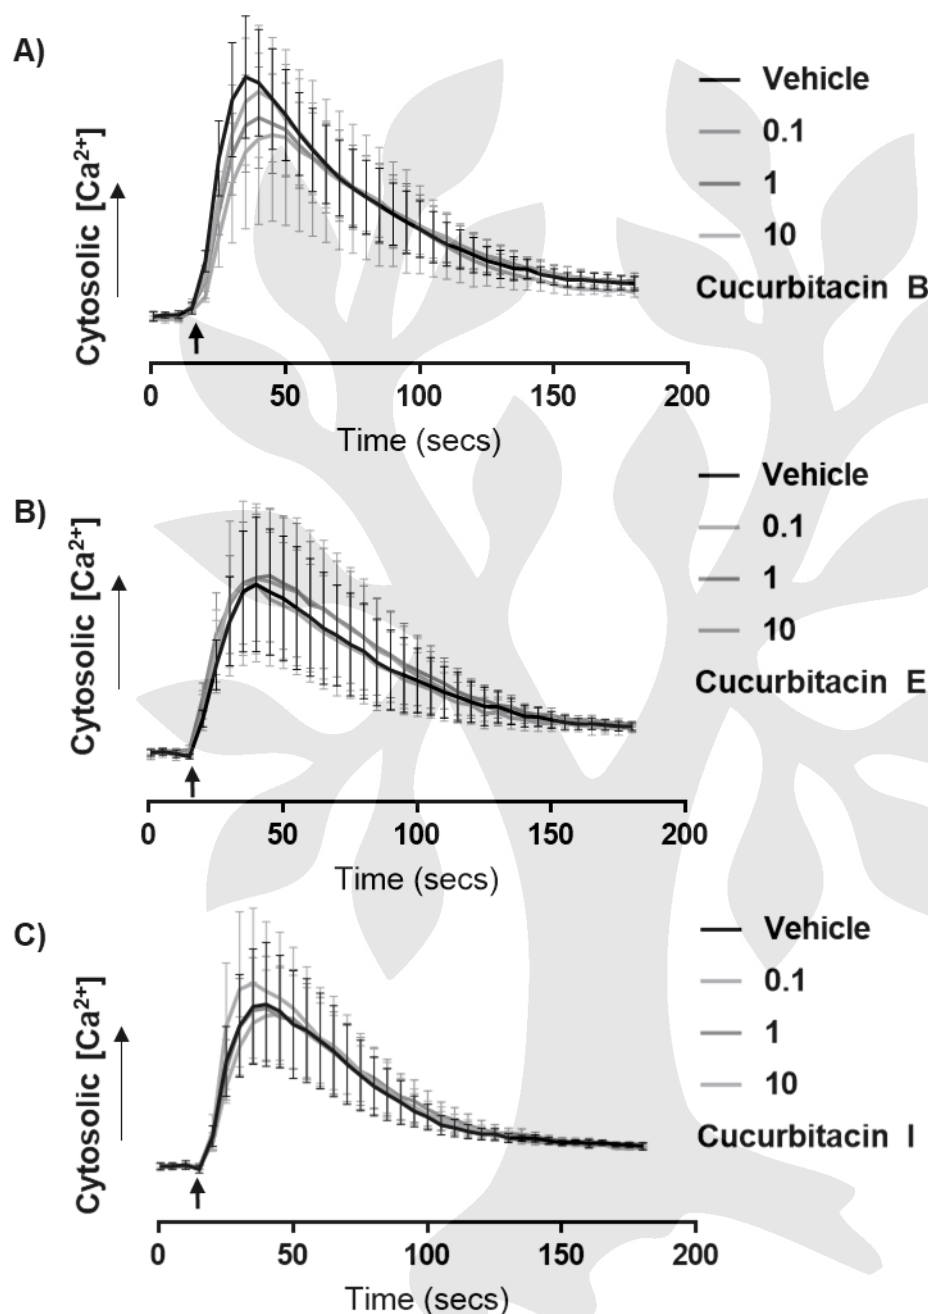 A)
Cytosolic [Ca²⁺]
Vehicle
0.1
1
10
Cucurbitacin B
0 50 100 150 200
Time (secs)
B)
Cytosolic [Ca²⁺]
Vehicle
0.1
1
10
Cucurbitacin E
0 50 100 150 200
Time (secs)
C)
Cytosolic [Ca²⁺]
Vehicle
0.1
1
10
Cucurbitacin I
0 50 100 150 200
Time (secs)